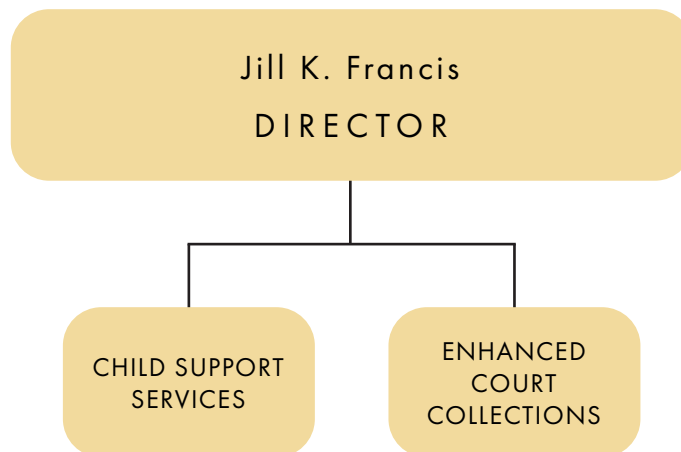 Jill K. Francis
DIRECTOR
CHILD SUPPORT
SERVICES
ENHANCED
COURT
COLLECTIONS